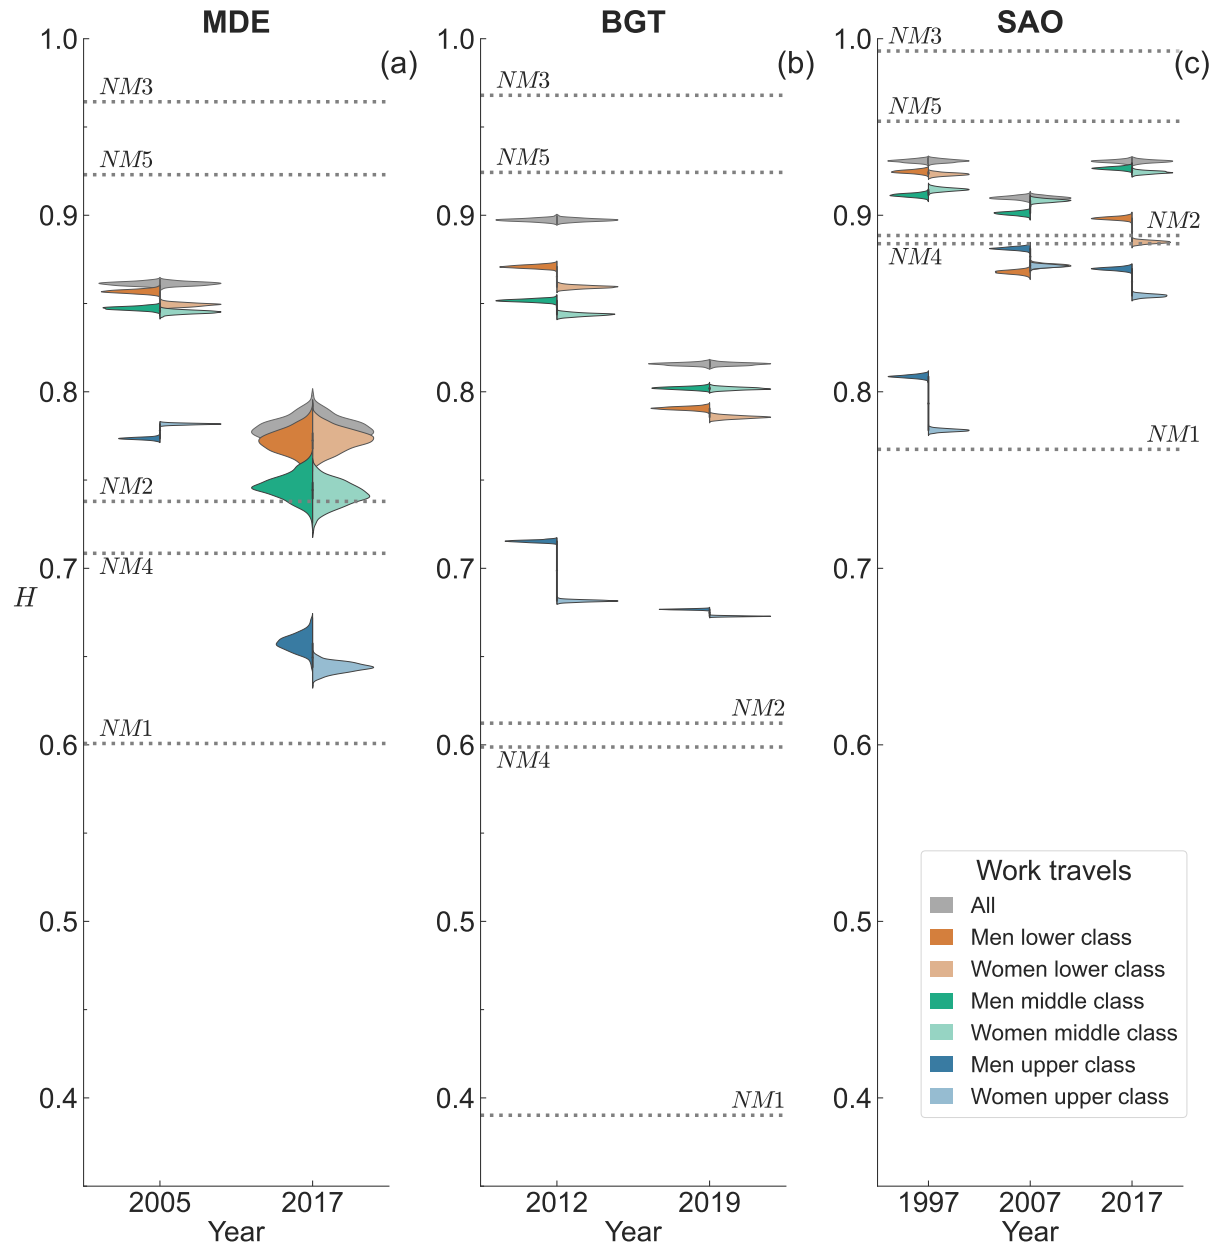 MDE
BGT
SAO
(a)
(b)
(c)
1.0
0.9
0.8
0.7
0.6
0.5
0.4
H
NM3
NM5
NM2
NM4
NM1
2005
2017
Year
1.0
0.9
0.8
0.7
0.6
0.5
0.4
NM3
NM5
NM2
NM4
NM1
2012
2019
Year
1.0
0.9
0.8
0.7
0.6
0.5
0.4
NM3
NM5
NM2
NM4
NM1
1997
2007
2017
Year
Work travels
All
Men lower class
Women lower class
Men middle class
Women middle class
Men upper class
Women upper class